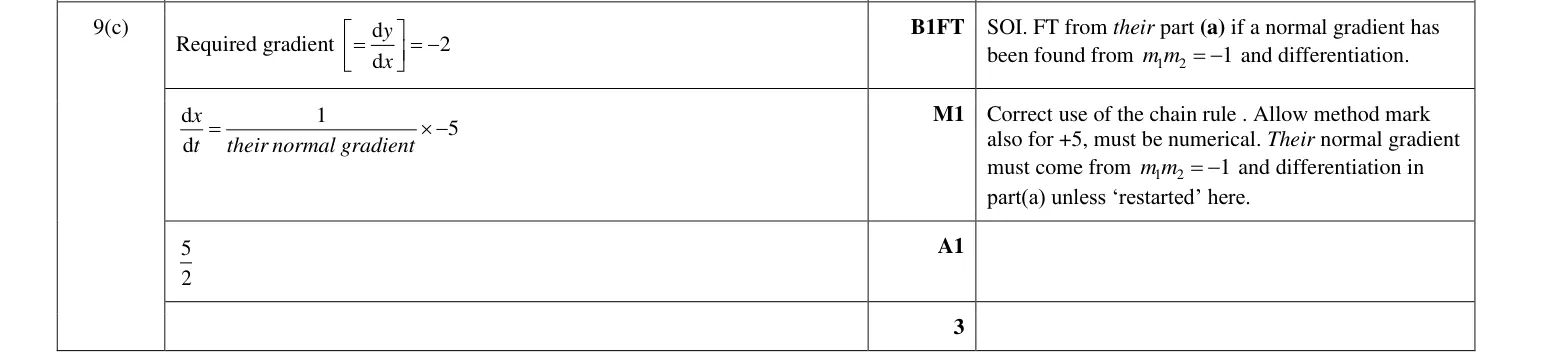 9(c)
Required gradient [= dy/dx] = −2
B1FT
SOI. FT from their part (a) if a normal gradient has
been found from m₁m₂ = −1 and differentiation.
dx/dt = 1/their normal gradient × −5
M1
Correct use of the chain rule . Allow method mark
also for +5, must be numerical. Their normal gradient
must come from m₁m₂ = −1 and differentiation in
part(a) unless ‘restarted’ here.
5/2
A1
3